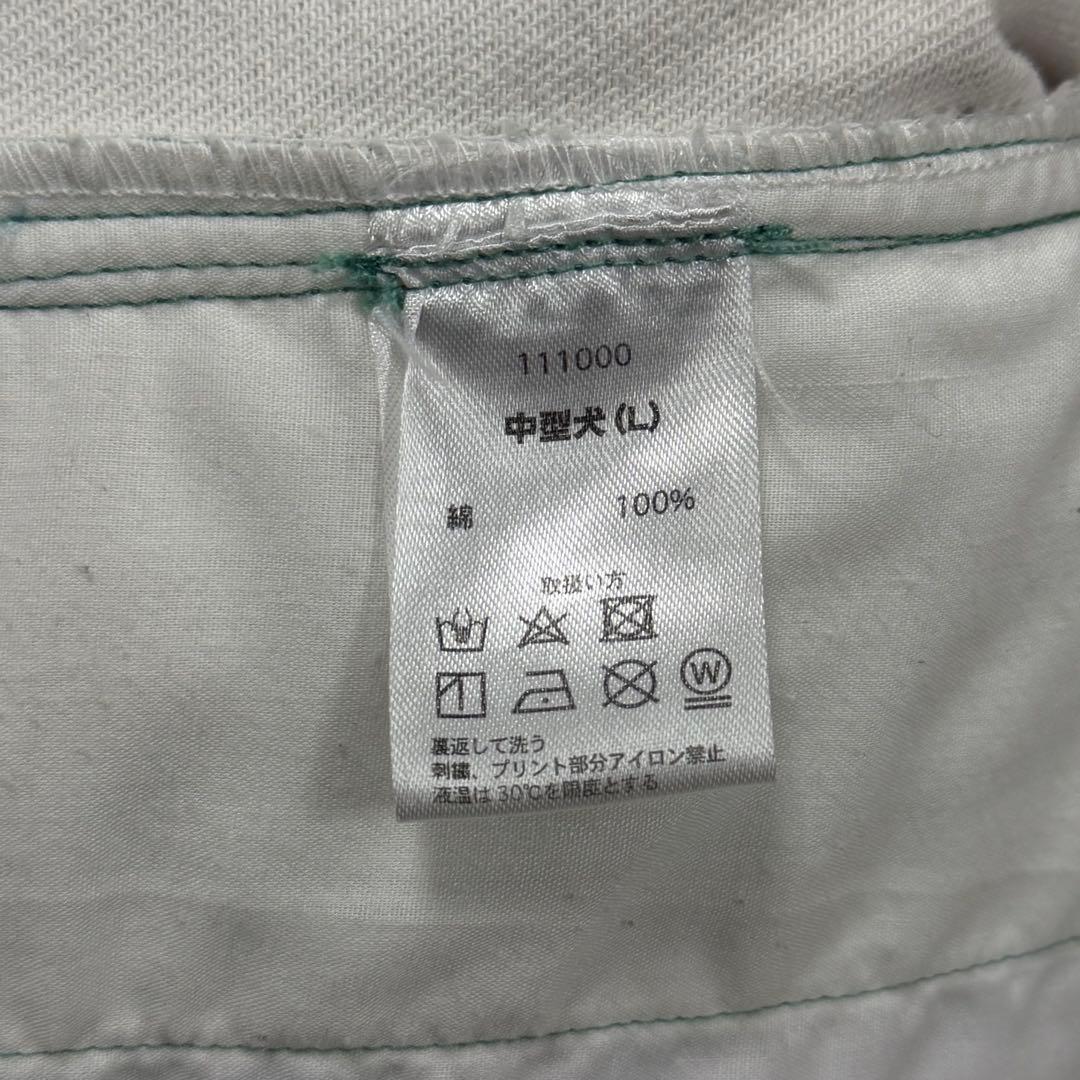 111000
中型犬(L)
綿 100%
取扱い方
W
裏返して洗う
刺繍、プリント部分アイロン禁止
液温は30℃を限度とする